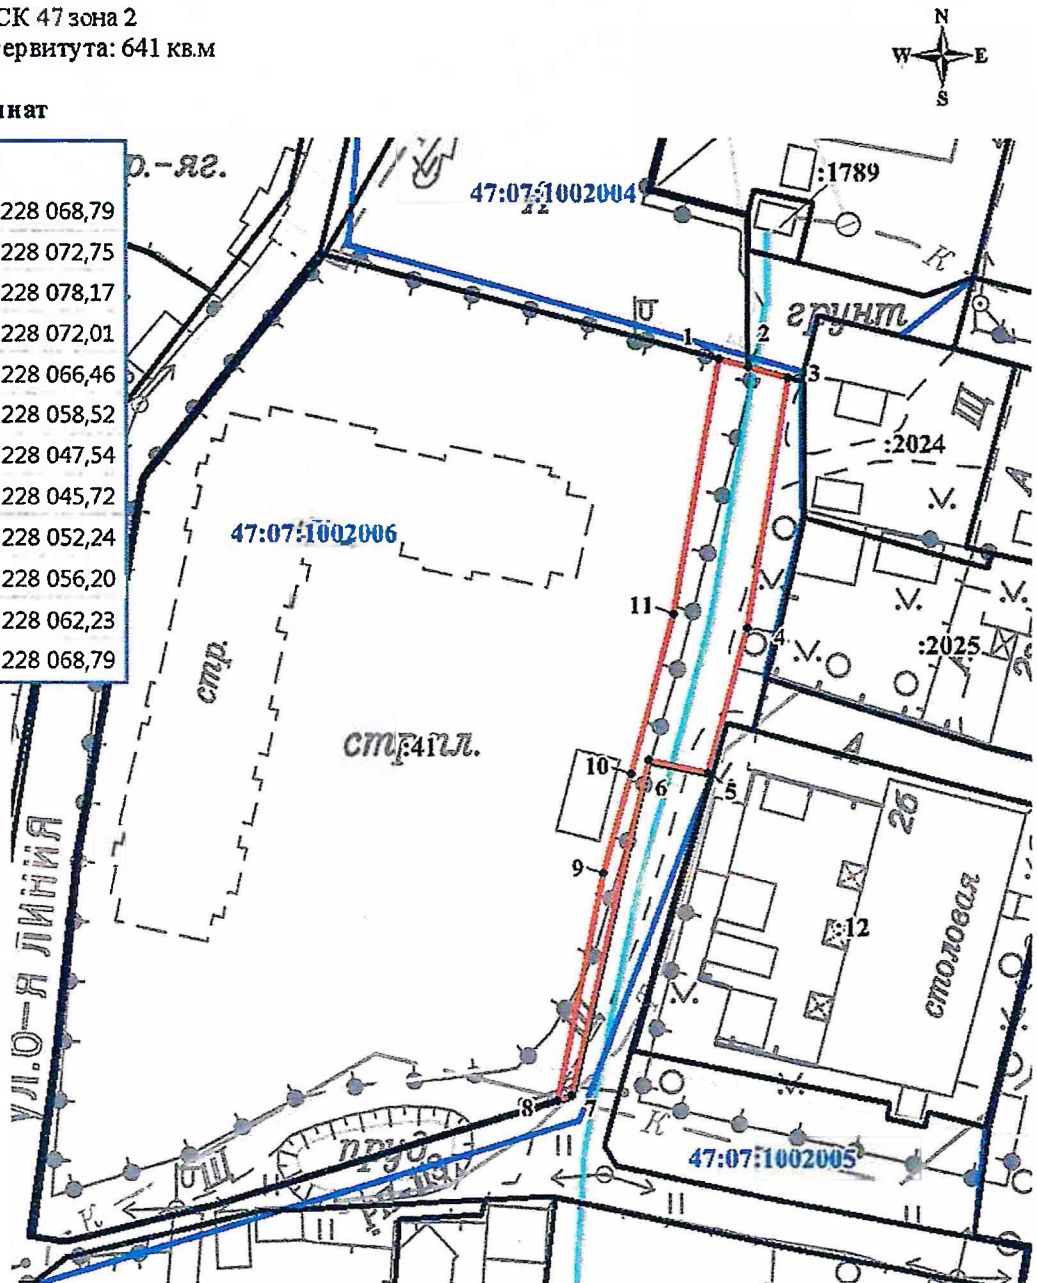 СК 47 зона 2
ервитута: 641 кв.м
инат
N
W E
S
228 068,79
228 072,75
228 078,17
228 072,01
228 066,46
228 058,52
228 047,54
228 045,72
228 052,24
228 056,20
228 062,23
228 068,79
р.-яг.
47:07:1002004
:1789
К
грунт
1
2
3
Щ
:2024
А
47:07:1002006
11
4
:2025
стр.
стр.пл.
:41
А
10
6
5
2б
9
:12
столовая
ул.0-я ЛИНИЯ
Щ
8
7
К
пруд
Щ
47:07:1002005
К